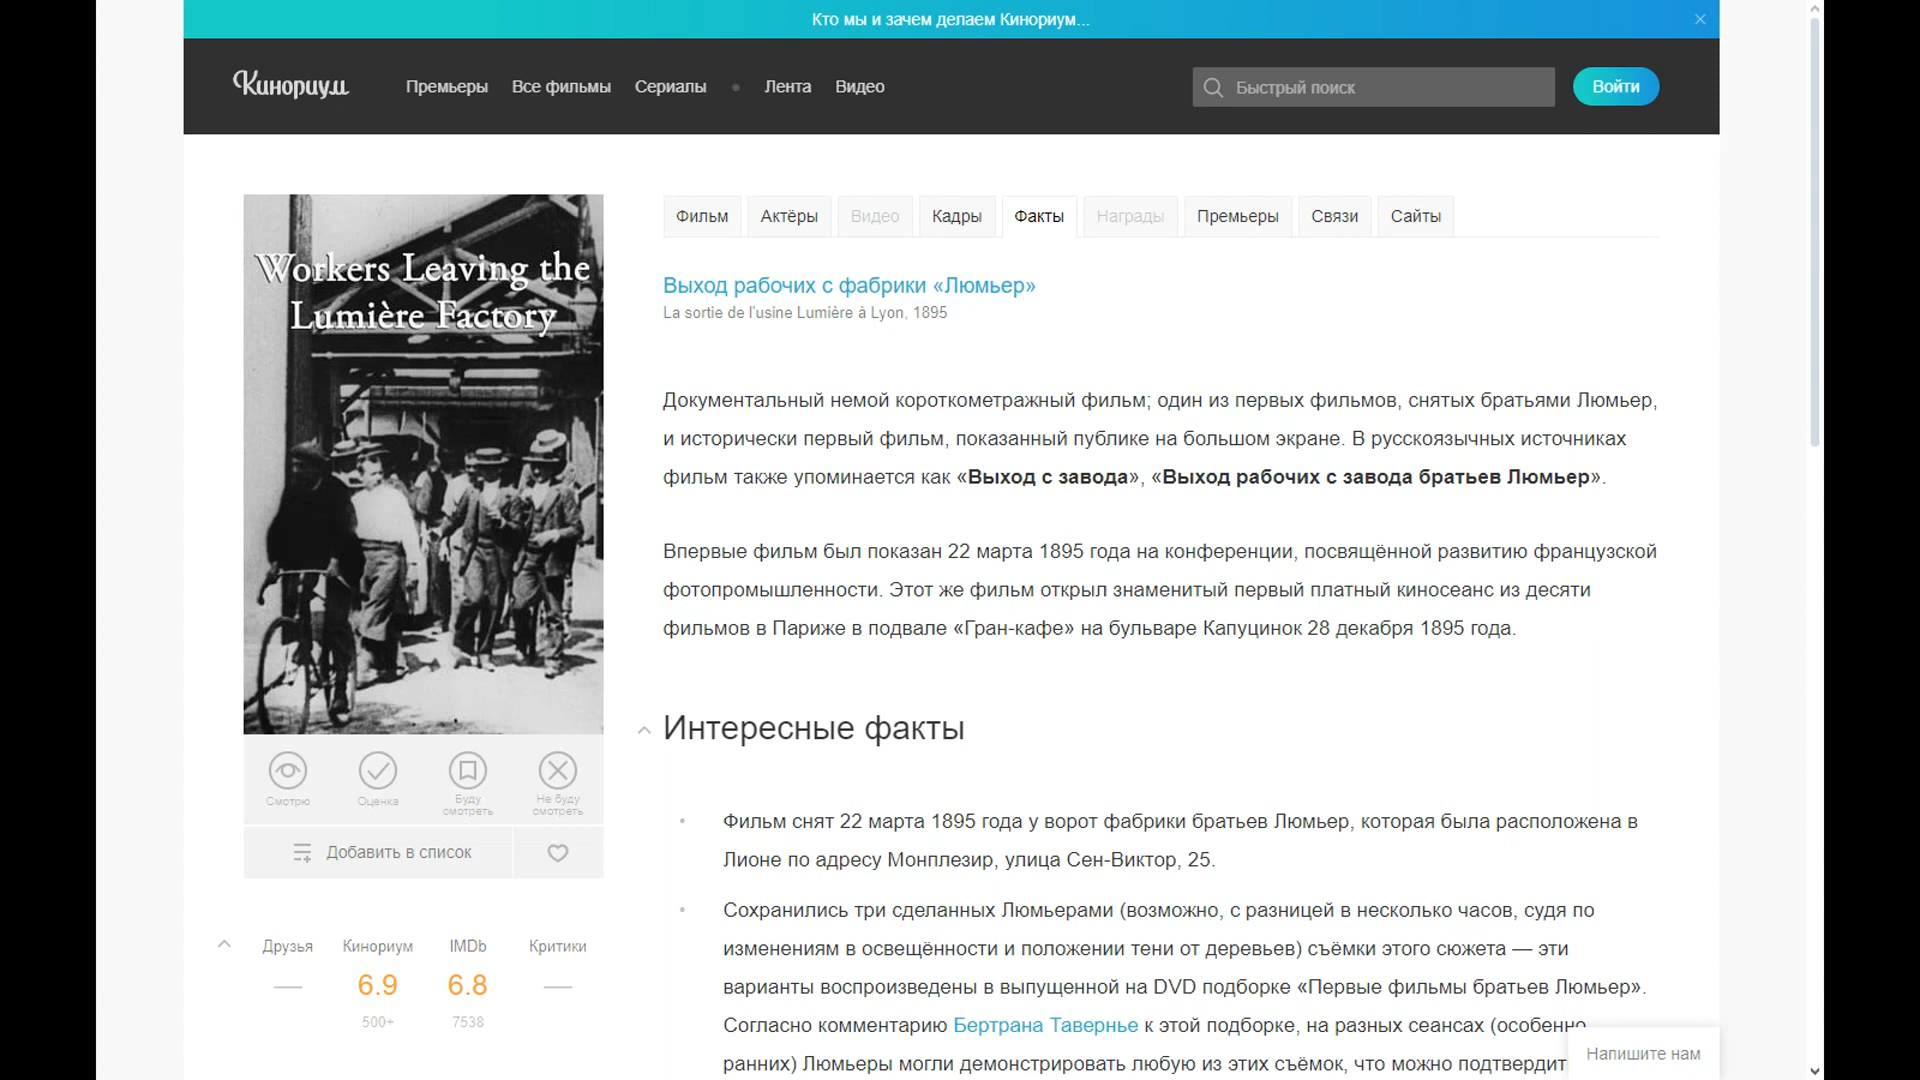 Кто мы и зачем делаем Кинориум...
Кинориум
Премьеры
Все фильмы
Сериалы
Лента
Видео
Быстрый поиск
Войти
Workers Leaving the
Lumière Factory
Фильм
Актёры
Видео
Кадры
Факты
Награды
Премьеры
Связи
Сайты
Выход рабочих с фабрики «Люмьер»
La sortie de l'usine Lumière à Lyon, 1895
Документальный немой короткометражный фильм; один из первых фильмов, снятых братьями Люмьер,
и исторически первый фильм, показанный публике на большом экране. В русскоязычных источниках
фильм также упоминается как «Выход с завода», «Выход рабочих с завода братьев Люмьер».
Впервые фильм был показан 22 марта 1895 года на конференции, посвящённой развитию французской
фотопромышленности. Этот же фильм открыл знаменитый первый платный киносеанс из десяти
фильмов в Париже в подвале «Гран-кафе» на бульваре Капуцинок 28 декабря 1895 года.
Интересные факты
Фильм снят 22 марта 1895 года у ворот фабрики братьев Люмьер, которая была расположена в
Лионе по адресу Монплезир, улица Сен-Виктор, 25.
Сохранились три сделанных Люмьерами (возможно, с разницей в несколько часов, судя по
изменениям в освещённости и положении тени от деревьев) съёмки этого сюжета — эти
варианты воспроизведены в выпущенной на DVD подборке «Первые фильмы братьев Люмьер».
Согласно комментарию Бертрана Тавернье к этой подборке, на разных сеансах (особенно
ранних) Люмьеры могли демонстрировать любую из этих съёмок, что можно подтвердит
Смотрю
Оценка
Буду смотреть
Не буду смотреть
Добавить в список
Друзья
Кинориум
IMDb
Критики
—
6.9
6.8
—
500+
7538
Напишите нам